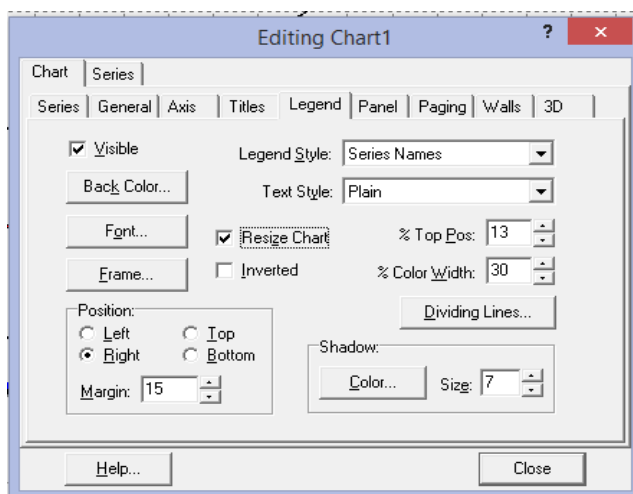 Editing Chart1 ?
Chart Series
Series General Axis Titles Legend Panel Paging Walls 3D
Visible
Legend Style: Series Names
Back Color...
Text Style: Plain
Font...
Resize Chart
% Top Pos: 13
Frame...
Inverted
% Color Width: 30
Dividing Lines...
Position:
Left Top
Right Bottom
Margin: 15
Shadow:
Color... Size: 7
Help... Close